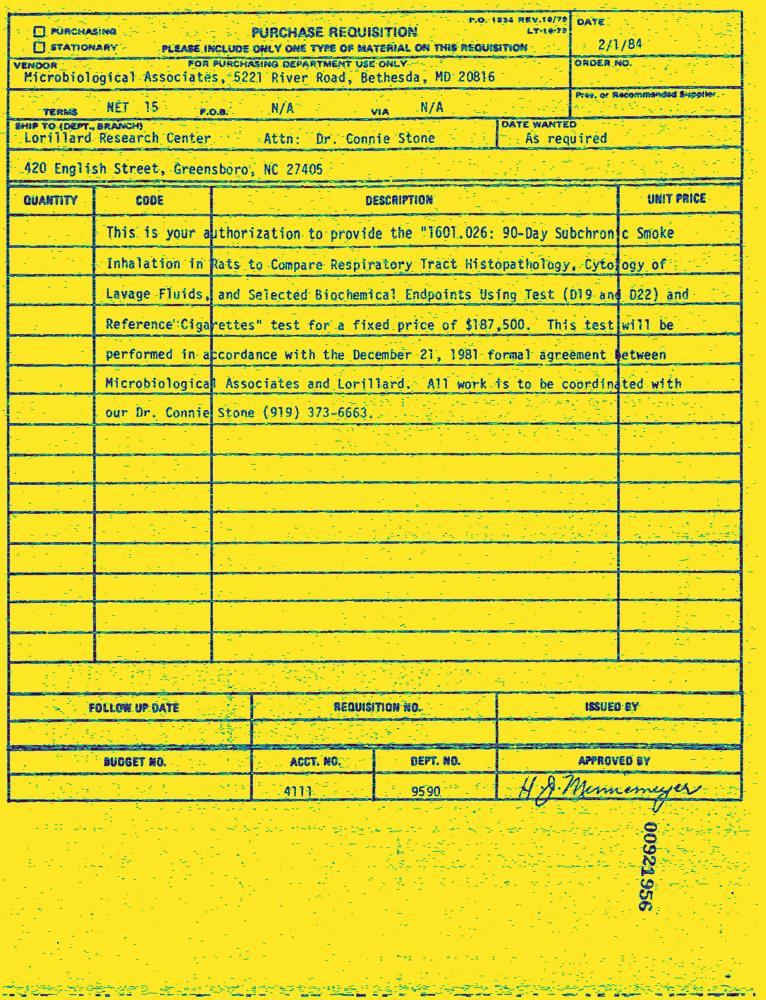 P.O. 1234 REV.10/79
LT-10-79
☐ PURCHASING
☐ STATIONARY
PURCHASE REQUISITION
PLEASE INCLUDE ONLY ONE TYPE OF MATERIAL ON THIS REQUISITION
DATE
2/1/84
VENDOR
FOR PURCHASING DEPARTMENT USE ONLY
ORDER NO.
Microbiological Associates, 5221 River Road, Bethesda, MD 20816
Prev. or Recommended Supplier
TERMS NET 15 F.O.B. N/A VIA N/A
SHIP TO (DEPT., BRANCH)
DATE WANTED
Lorillard Research Center Attn: Dr. Connie Stone
As required
420 English Street, Greensboro, NC 27405
QUANTITY CODE DESCRIPTION UNIT PRICE
This is your authorization to provide the "1601.026: 90-Day Subchronic Smoke
Inhalation in Rats to Compare Respiratory Tract Histopathology, Cytology of
Lavage Fluids, and Selected Biochemical Endpoints Using Test (D19 and D22) and
Reference Cigarettes" test for a fixed price of $187,500. This test will be
performed in accordance with the December 21, 1981 formal agreement between
Microbiological Associates and Lorillard. All work is to be coordinated with
our Dr. Connie Stone (919) 373-6663.
FOLLOW UP DATE REQUISITION NO. ISSUED BY
BUDGET NO. ACCT. NO. DEPT. NO. APPROVED BY
4111 9590 H J. Minnemeyer
00921956